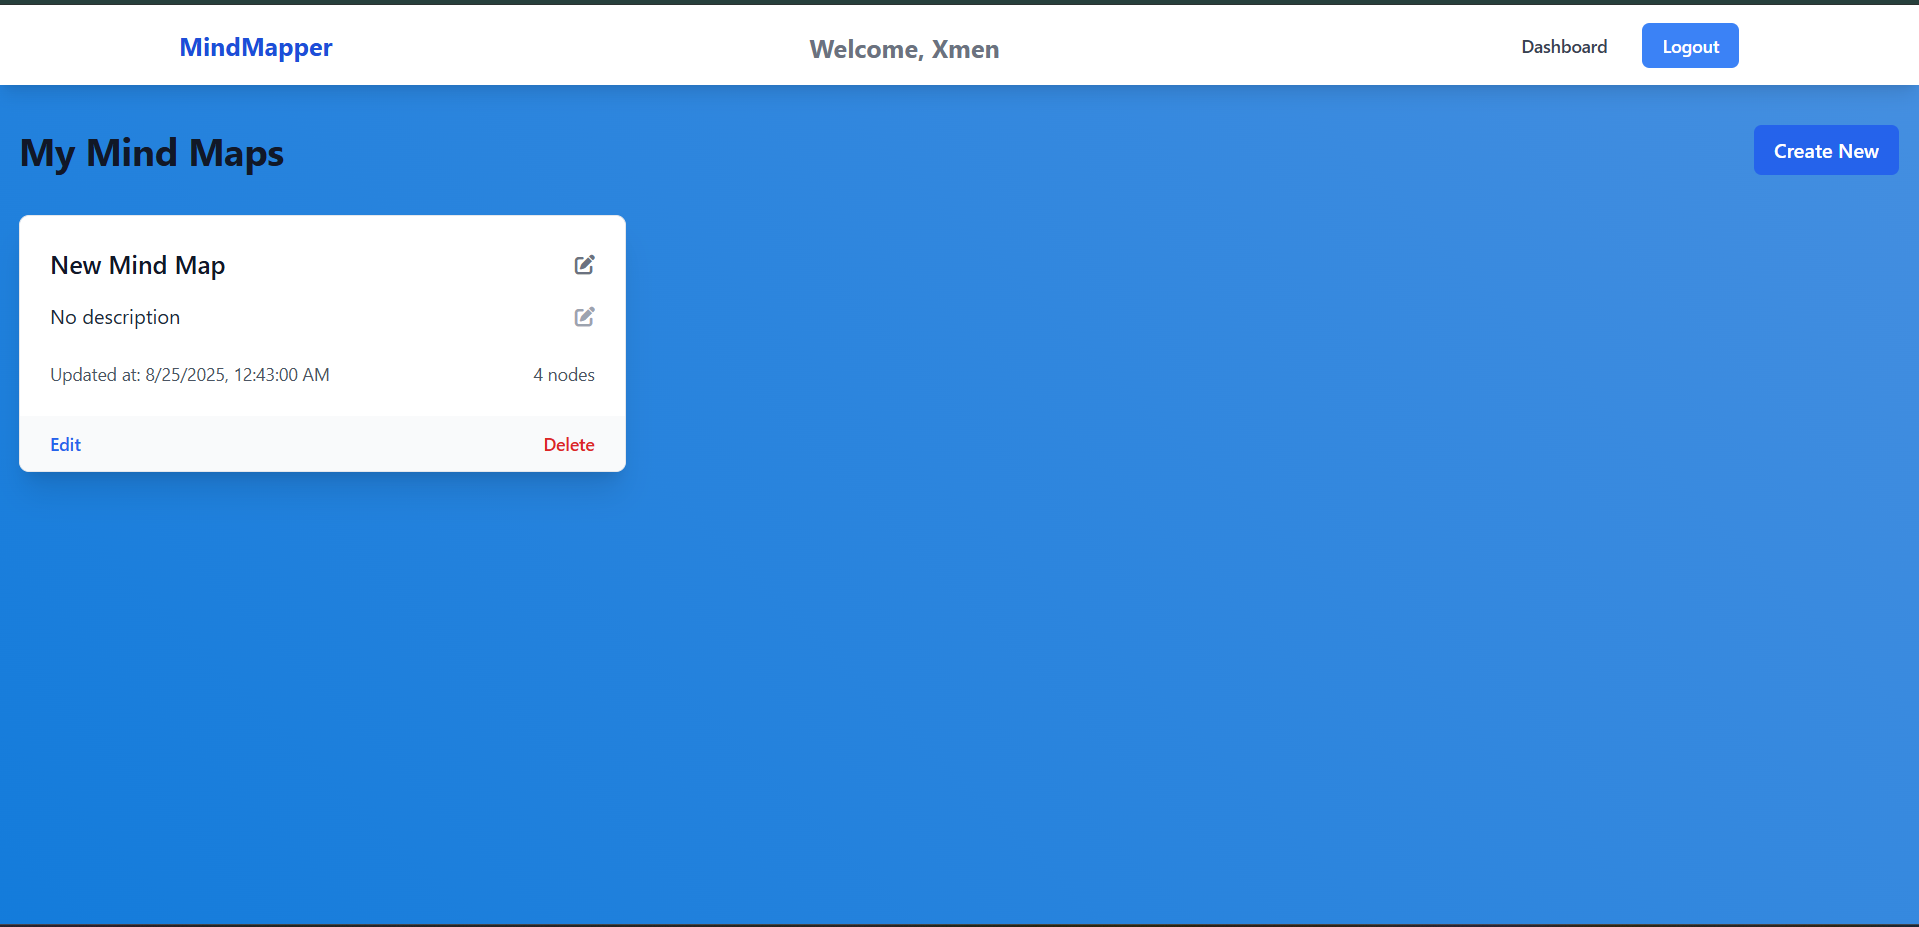 MindMapper
Welcome, Xmen
Dashboard
Logout
My Mind Maps
Create New
New Mind Map
No description
Updated at: 8/25/2025, 12:43:00 AM
4 nodes
Edit
Delete